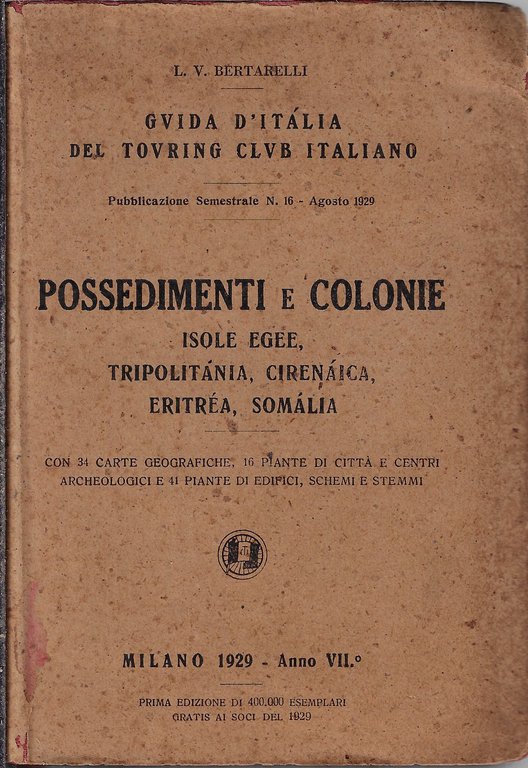 L. V. BERTARELLI
GVIDA D'ITÁLIA
DEL TOVRING CLVB ITALIANO
Pubblicazione Semestrale N. 16 - Agosto 1929
POSSEDIMENTI E COLONIE
ISOLE EGEE,
TRIPOLITÁNIA, CIRENÁICA,
ERITRÉA, SOMÁLIA
CON 34 CARTE GEOGRAFICHE, 16 PIANTE DI CITTÀ E CENTRI
ARCHEOLOGICI E 41 PIANTE DI EDIFICI, SCHEMI E STEMMI
MILANO 1929 - Anno VII.°
PRIMA EDIZIONE DI 400.000 ESEMPLARI
GRATIS AI SOCI DEL 1929